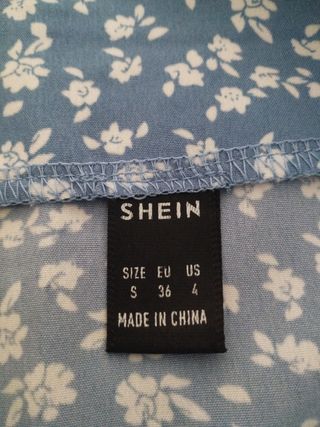 SHEIN
SIZE EU US
S 36 4
MADE IN CHINA